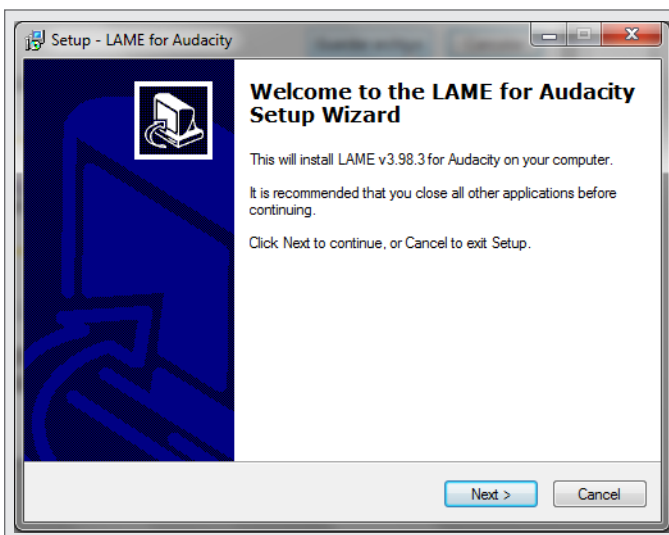 Setup - LAME for Audacity
Welcome to the LAME for Audacity
Setup Wizard
This will install LAME v3.98.3 for Audacity on your computer.
It is recommended that you close all other applications before
continuing.
Click Next to continue, or Cancel to exit Setup.
Next >
Cancel